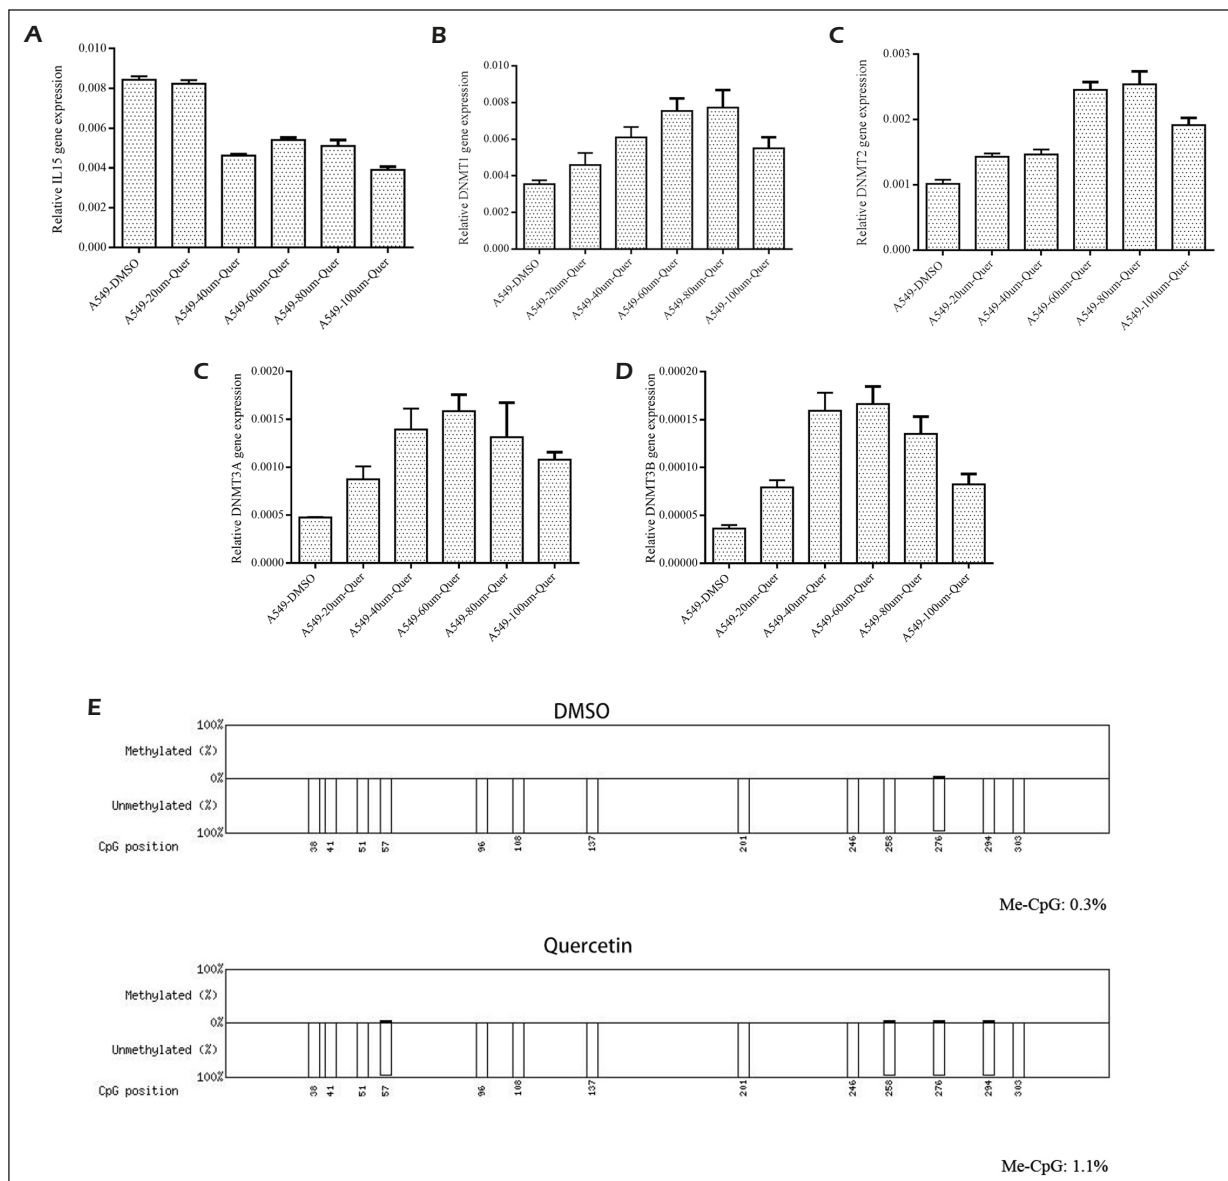 A
Relative IL15 gene expression
0.010
0.008
0.006
0.004
0.002
0.000
A549-DMSO
A549-20um-Quer
A549-40um-Quer
A549-60um-Quer
A549-80um-Quer
A549-100um-Quer
B
Relative DNMT1 gene expression
0.010
0.008
0.006
0.004
0.002
0.000
A549-DMSO
A549-20um-Quer
A549-40um-Quer
A549-60um-Quer
A549-80um-Quer
A549-100um-Quer
C
Relative DNMT2 gene expression
0.003
0.002
0.001
0.000
A549-DMSO
A549-20um-Quer
A549-40um-Quer
A549-60um-Quer
A549-80um-Quer
A549-100um-Quer
C
Relative DNMT3A gene expression
0.0020
0.0015
0.0010
0.0005
0.0000
A549-DMSO
A549-20um-Quer
A549-40um-Quer
A549-60um-Quer
A549-80um-Quer
A549-100um-Quer
D
Relative DNMT3B gene expression
0.00020
0.00015
0.00010
0.00005
0.00000
A549-DMSO
A549-20um-Quer
A549-40um-Quer
A549-60um-Quer
A549-80um-Quer
A549-100um-Quer
E
DMSO
100%
Methylated (%)
0%
Unmethylated (%)
100%
CpG position
38 41 51 57 96 108 137 201 246 258 276 294 303
Me-CpG: 0.3%
Quercetin
100%
Methylated (%)
0%
Unmethylated (%)
100%
CpG position
38 41 51 57 96 108 137 201 246 258 276 294 303
Me-CpG: 1.1%